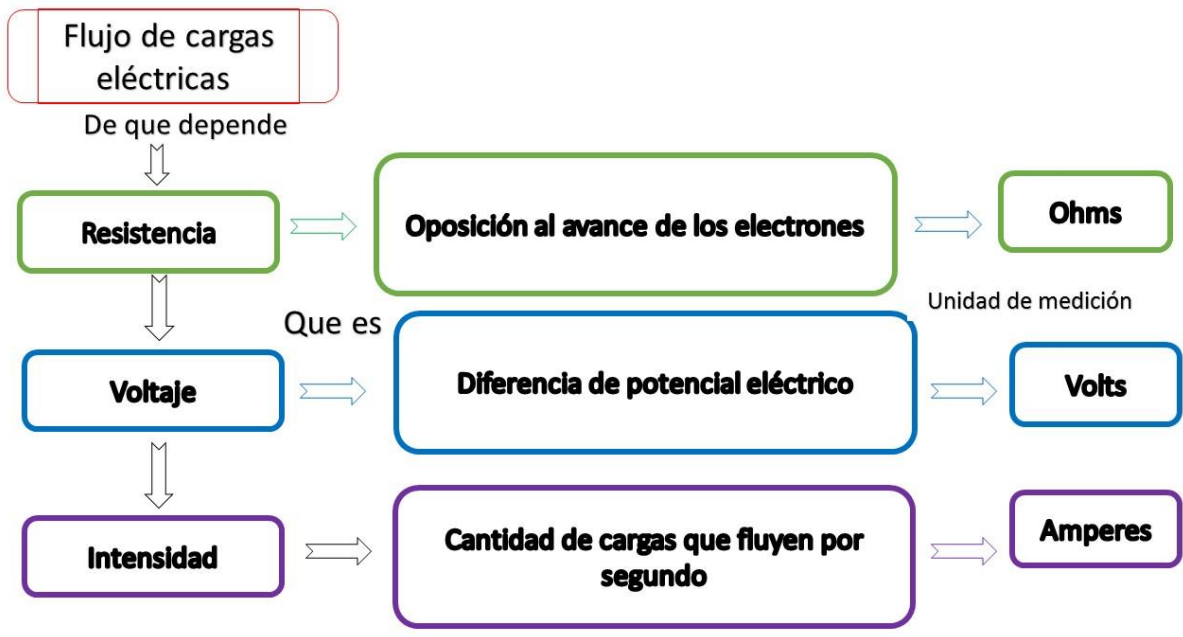 Flujo de cargas
eléctricas
De que depende
Resistencia
Oposición al avance de los electrones
Ohms
Unidad de medición
Que es
Voltaje
Diferencia de potencial eléctrico
Volts
Intensidad
Cantidad de cargas que fluyen por
segundo
Amperes